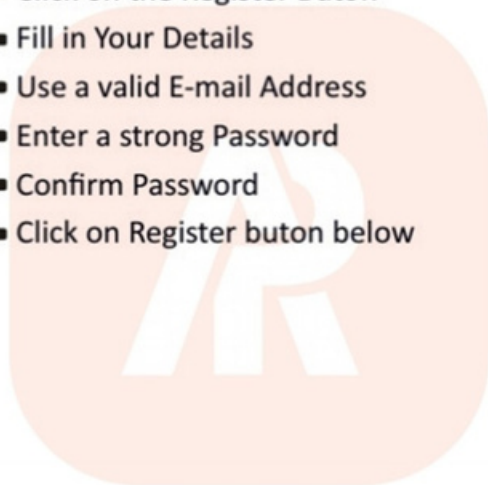 Fill in Your Details
Use a valid E-mail Address
Enter a strong Password
Confirm Password
Click on Register buton below